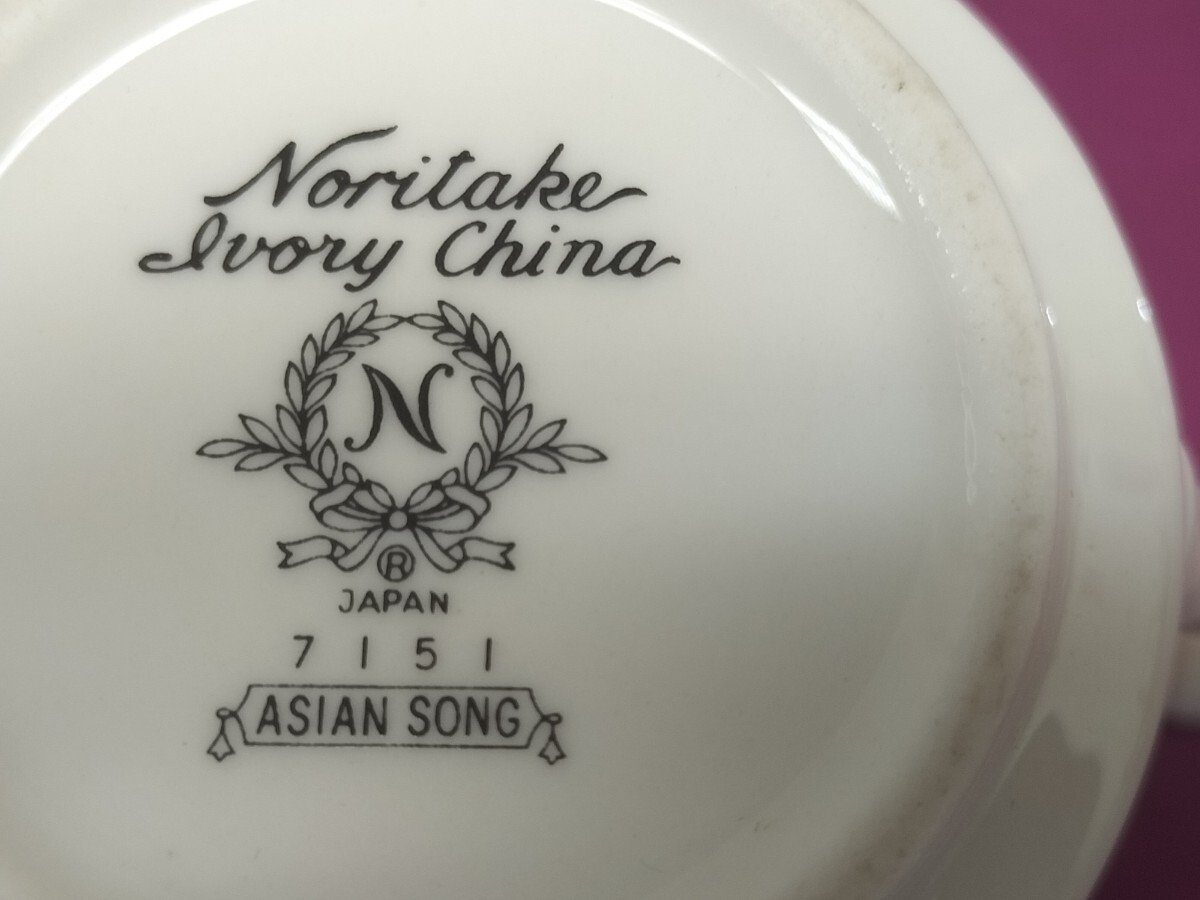 Noritake
Ivory China
N
®
JAPAN
7151
ASIAN SONG